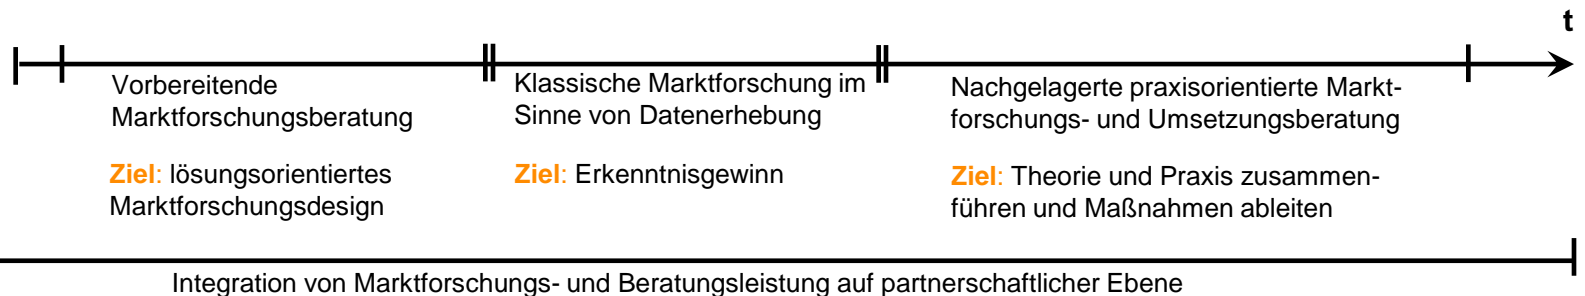 t
Vorbereitende
Marktforschungsberatung
Ziel: lösungsorientiertes
Marktforschungsdesign
Klassische Marktforschung im
Sinne von Datenerhebung
Ziel: Erkenntnisgewinn
Nachgelagerte praxisorientierte Markt-
forschungs- und Umsetzungsberatung
Ziel: Theorie und Praxis zusammen-
führen und Maßnahmen ableiten
Integration von Marktforschungs- und Beratungsleistung auf partnerschaftlicher Ebene